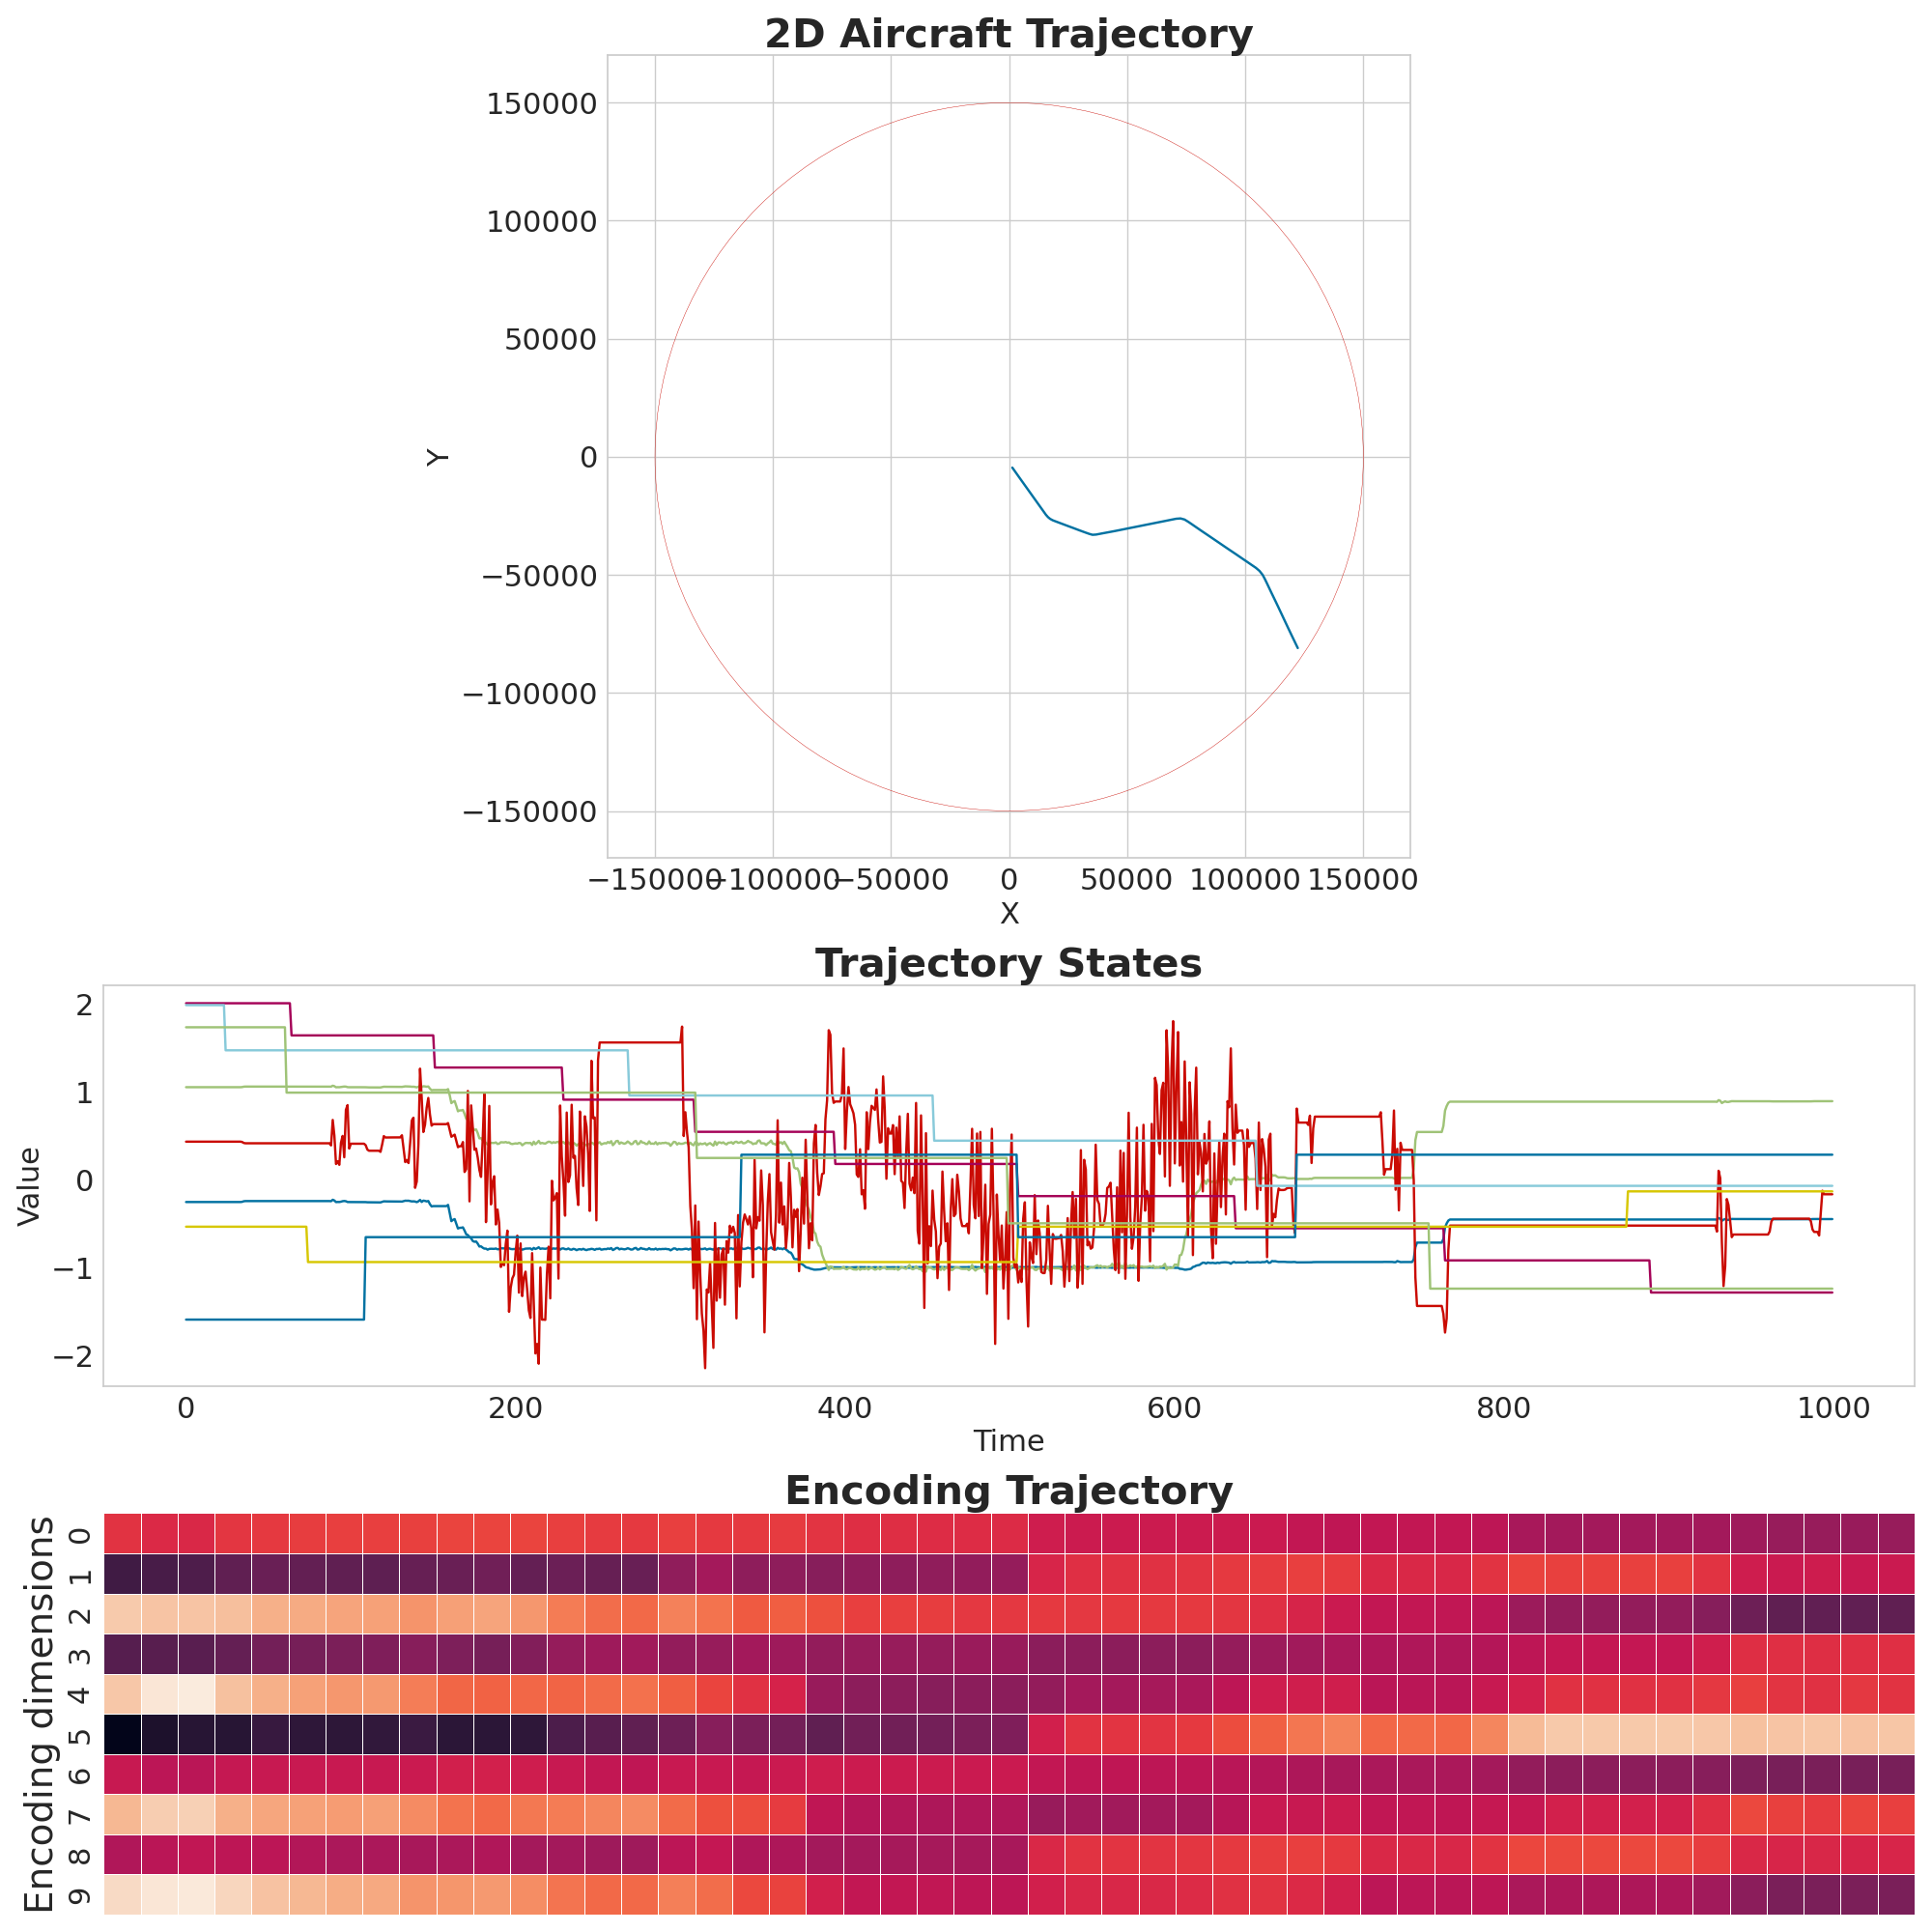 2D Aircraft Trajectory
150000
100000
50000
0
−50000
−100000
−150000
Y
−150000 −100000 −50000 0 50000 100000 150000
X
Trajectory States
2
1
0
−1
−2
Value
0 200 400 600 800 1000
Time
Encoding Trajectory
Encoding dimensions
0
1
2
3
4
5
6
7
8
9